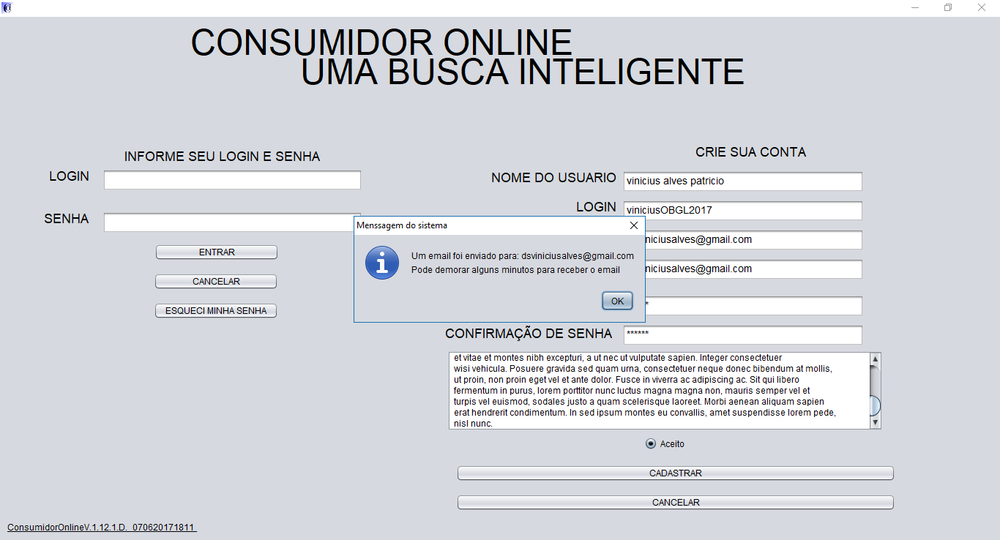 CONSUMIDOR ONLINE
UMA BUSCA INTELIGENTE
INFORME SEU LOGIN E SENHA
LOGIN
SENHA
ENTRAR
CANCELAR
ESQUECI MINHA SENHA
CRIE SUA CONTA
NOME DO USUARIO vinicius alves patricio
LOGIN viniciusOBGL2017
niciusalves@gmail.com
niciusalves@gmail.com
*
CONFIRMAÇÃO DE SENHA ******
Menssagem do sistema
Um email foi enviado para: dsviniciusalves@gmail.com
Pode demorar alguns minutos para receber o email
OK
et vitae et montes nibh excepturi, a ut nec ut vulputate sapien. Integer consectetuer
wisi vehicula. Posuere gravida sed quam urna, consectetuer neque donec bibendum at mollis,
ut proin, non proin eget vel et ante dolor. Fusce in viverra ac adipiscing ac. Sit qui libero
fermentum in purus, lorem porttitor nunc luctus magna magna non, mauris semper vel et
turpis vel euismod, sodales justo a quam scelerisque laoreet. Morbi aenean aliquam sapien
erat hendrerit condimentum. In sed ipsum montes eu convallis, amet suspendisse lorem pede,
nisl nunc.
Aceito
CADASTRAR
CANCELAR
ConsumidorOnlineV.1.12.1.D._070620171811_